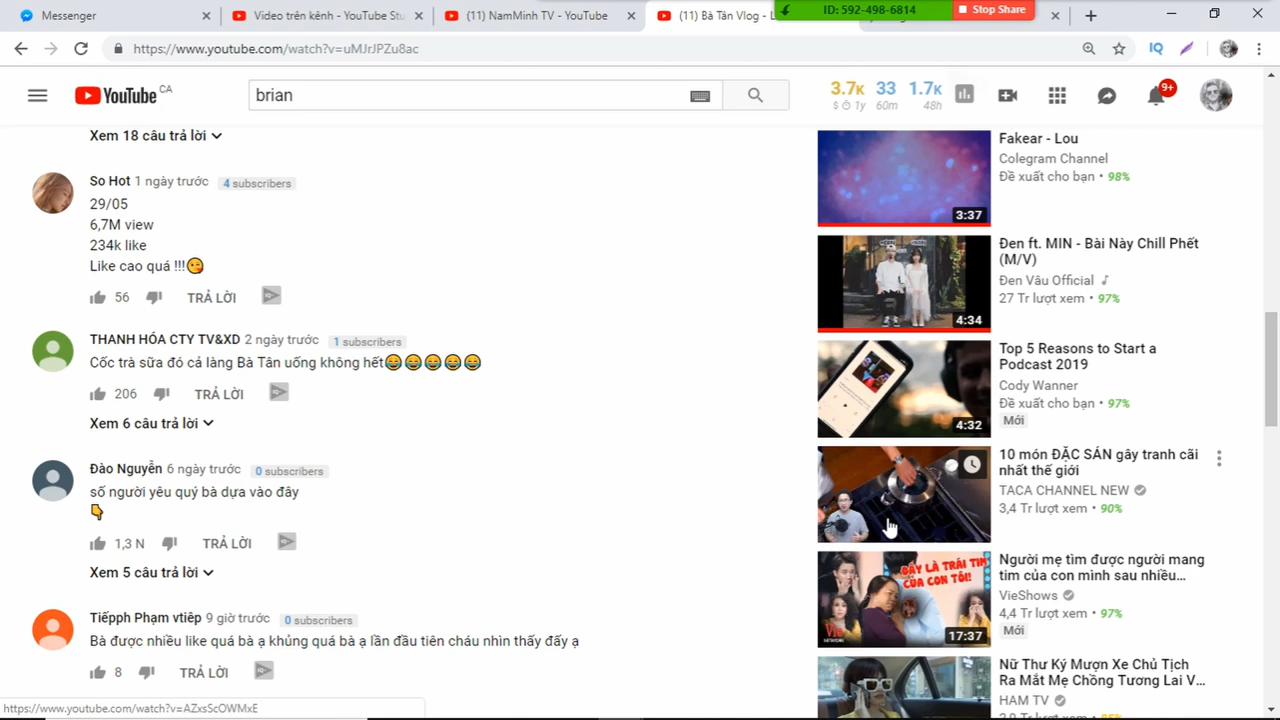 Messenger
Video trên kênh - YouTube Stu
(11) NamMinh TV - YouTube
(11) Bà Tân Vlog - L
ID: 592-498-6814
Stop Share
https://www.youtube.com/watch?v=uMJrJPZu8ac
IQ
YouTube CA
brian
3.7K 33 1.7K
$ 1y 60m 48h
9+
Xem 18 câu trả lời
So Hot 1 ngày trước 4 subscribers
29/05
6,7M view
234k like
Like cao quá !!!😋
56 TRẢ LỜI
THANH HÓA CTY TV&XD 2 ngày trước 1 subscribers
Cốc trà sữa đó cả làng Bà Tân uống không hết😂😂😂😂😂
206 TRẢ LỜI
Xem 6 câu trả lời
Đào Nguyễn 6 ngày trước 0 subscribers
số người yêu quý bà dựa vào đây
👇
1,3 N TRẢ LỜI
Xem 5 câu trả lời
Tiếpph Phạm vtiêp 9 giờ trước 0 subscribers
Bà được nhiều like quá bà ạ khủng quá bà ạ lần đầu tiên cháu nhìn thấy đấy ạ
8 TRẢ LỜI
https://www.youtube.com/watch?v=AZxsScOWMxE
3:37
Fakear - Lou
Colegram Channel
Đề xuất cho bạn • 98%
4:34
Đen ft. MIN - Bài Này Chill Phết
(M/V)
Đen Vâu Official ♪
27 Tr lượt xem • 97%
4:32
Top 5 Reasons to Start a
Podcast 2019
Cody Wanner
Đề xuất cho bạn • 97%
Mới
10 món ĐẶC SẢN gây tranh cãi
nhất thế giới
TACA CHANNEL NEW
3,4 Tr lượt xem • 90%
ĐÂY LÀ TRÁI TIM
CỦA CON TÔI!
17:37
Người mẹ tìm được người mang
tim của con mình sau nhiều...
VieShows
4,4 Tr lượt xem • 97%
Mới
Nữ Thư Ký Mượn Xe Chủ Tịch
Ra Mắt Mẹ Chồng Tương Lai V...
HAM TV